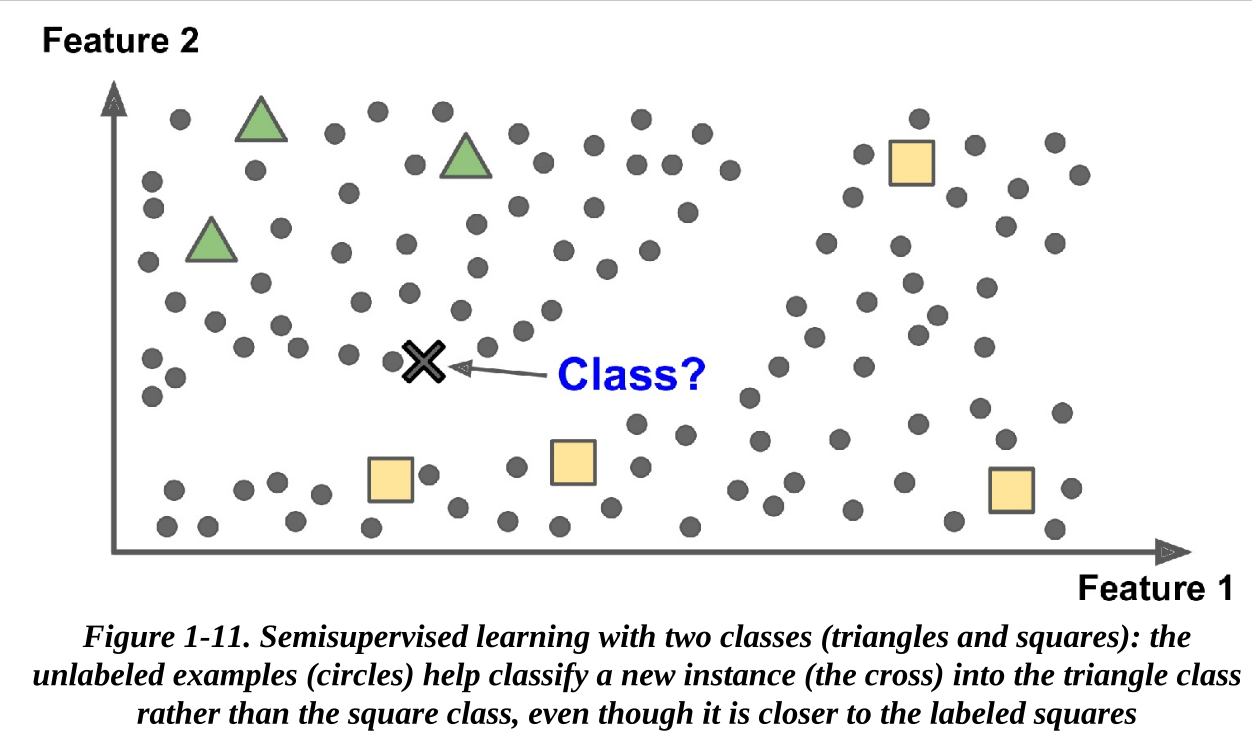 Feature 2
Class?
Feature 1
Figure 1-11. Semisupervised learning with two classes (triangles and squares): the
unlabeled examples (circles) help classify a new instance (the cross) into the triangle class
rather than the square class, even though it is closer to the labeled squares